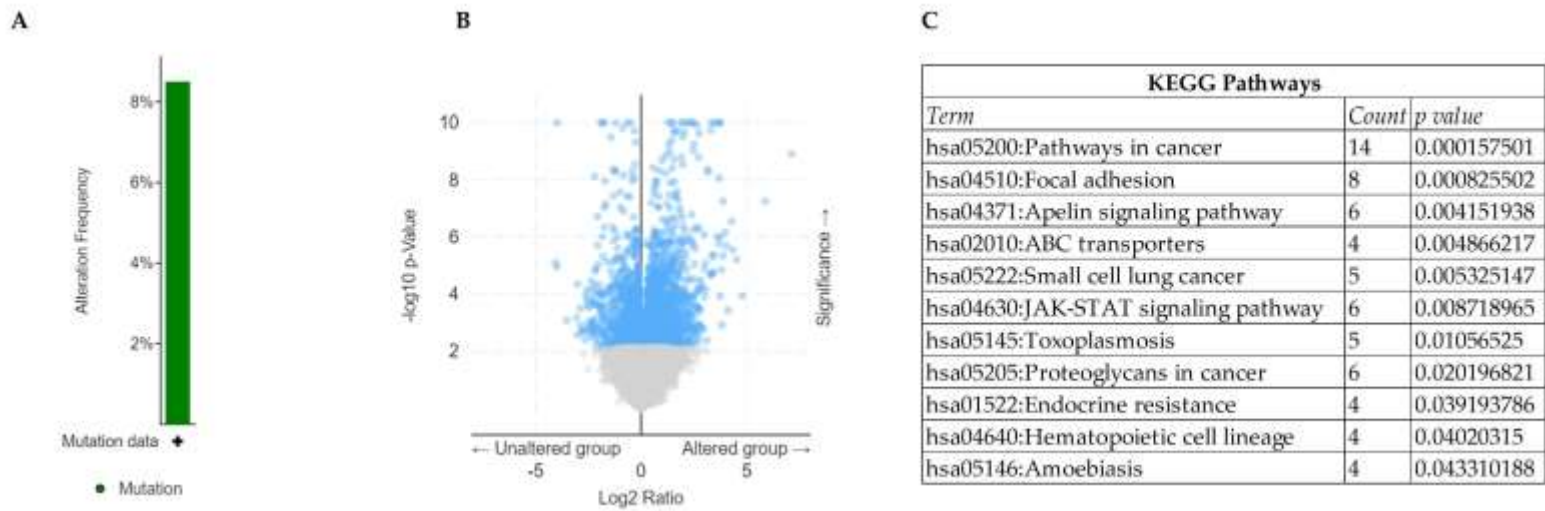 A
8%
6%
4%
2%
Alteration Frequency
Mutation data
Mutation
B
10
8
6
4
2
-log10 p-Value
Significance →
← Unaltered group
Altered group →
-5
0
5
Log2 Ratio
C
KEGG Pathways
Term Count p value
hsa05200:Pathways in cancer 14 0.000157501
hsa04510:Focal adhesion 8 0.000825502
hsa04371:Apelin signaling pathway 6 0.004151938
hsa02010:ABC transporters 4 0.004866217
hsa05222:Small cell lung cancer 5 0.005325147
hsa04630:JAK-STAT signaling pathway 6 0.008718965
hsa05145:Toxoplasmosis 5 0.01056525
hsa05205:Proteoglycans in cancer 6 0.020196821
hsa01522:Endocrine resistance 4 0.039193786
hsa04640:Hematopoietic cell lineage 4 0.04020315
hsa05146:Amoebiasis 4 0.043310188